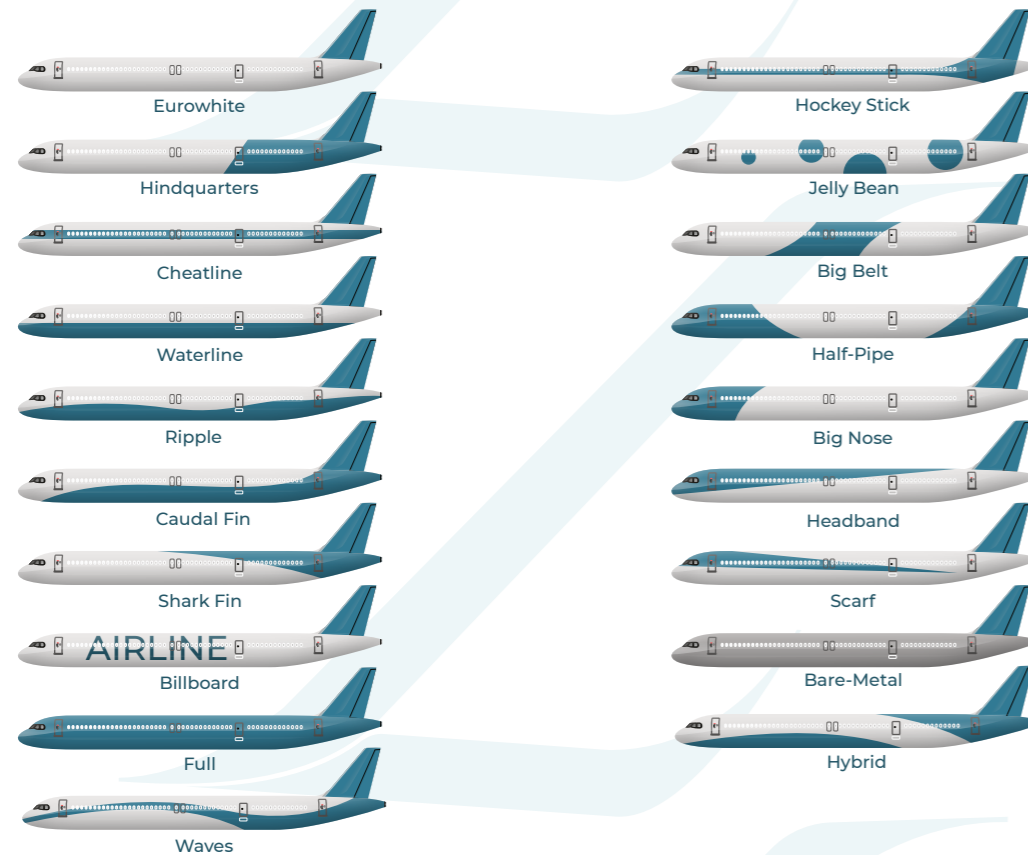 Eurowhite
Hindquarters
Cheatline
Waterline
Ripple
Caudal Fin
Shark Fin
AIRLINE
Billboard
Full
Waves
Hockey Stick
Jelly Bean
Big Belt
Half-Pipe
Big Nose
Headband
Scarf
Bare-Metal
Hybrid